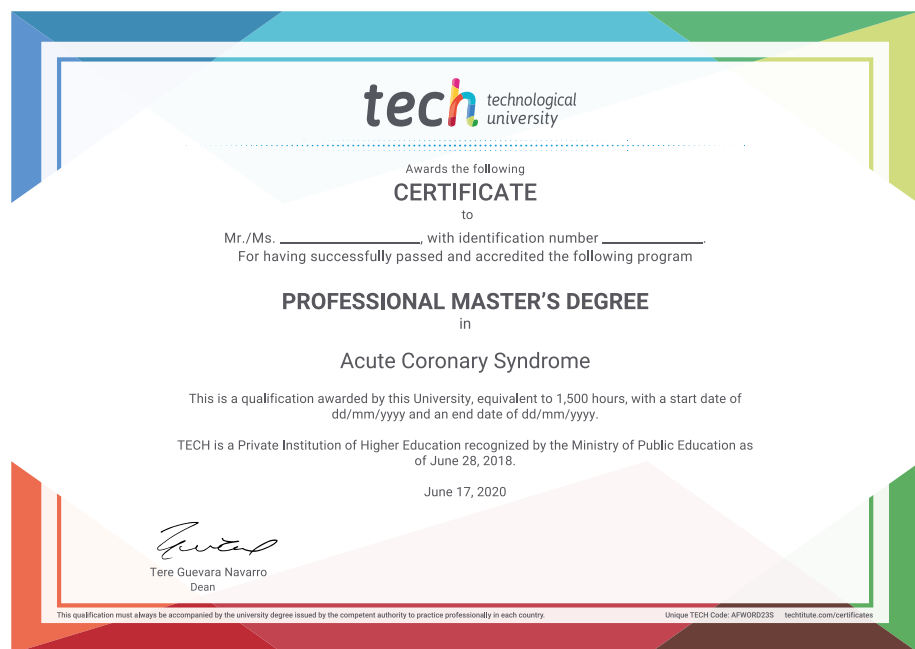 tech technological
university
Awards the following
CERTIFICATE
to
Mr./Ms. ____________________, with identification number ______________.
For having successfully passed and accredited the following program
PROFESSIONAL MASTER'S DEGREE
in
Acute Coronary Syndrome
This is a qualification awarded by this University, equivalent to 1,500 hours, with a start date of
dd/mm/yyyy and an end date of dd/mm/yyyy.
TECH is a Private Institution of Higher Education recognized by the Ministry of Public Education as
of June 28, 2018.
June 17, 2020
Tere Guevara Navarro
Dean
This qualification must always be accompanied by the university degree issued by the competent authority to practice professionally in each country.
Unique TECH Code: AFWORD23S techtitute.com/certificates